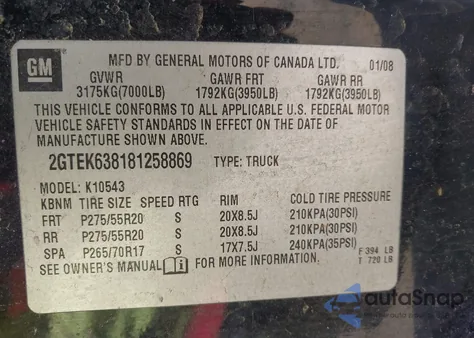 GM
MFD BY GENERAL MOTORS OF CANADA LTD. 01/08
GVWR GAWR FRT GAWR RR
3175KG(7000LB) 1792KG(3950LB) 1792KG(3950LB)
THIS VEHICLE CONFORMS TO ALL APPLICABLE U.S. FEDERAL MOTOR
VEHICLE SAFETY STANDARDS IN EFFECT ON THE DATE OF
MANUFACTURE SHOWN ABOVE.
2GTEK638181258869 TYPE: TRUCK
MODEL: K10543
KBNM TIRE SIZE SPEED RTG RIM COLD TIRE PRESSURE
FRT P275/55R20 S 20X8.5J 210KPA(30PSI)
RR P275/55R20 S 20X8.5J 210KPA(30PSI)
SPA P265/70R17 S 17X7.5J 240KPA(35PSI)
SEE OWNER'S MANUAL i FOR MORE INFORMATION. F 394 LB
T 720 LB
autoSnap